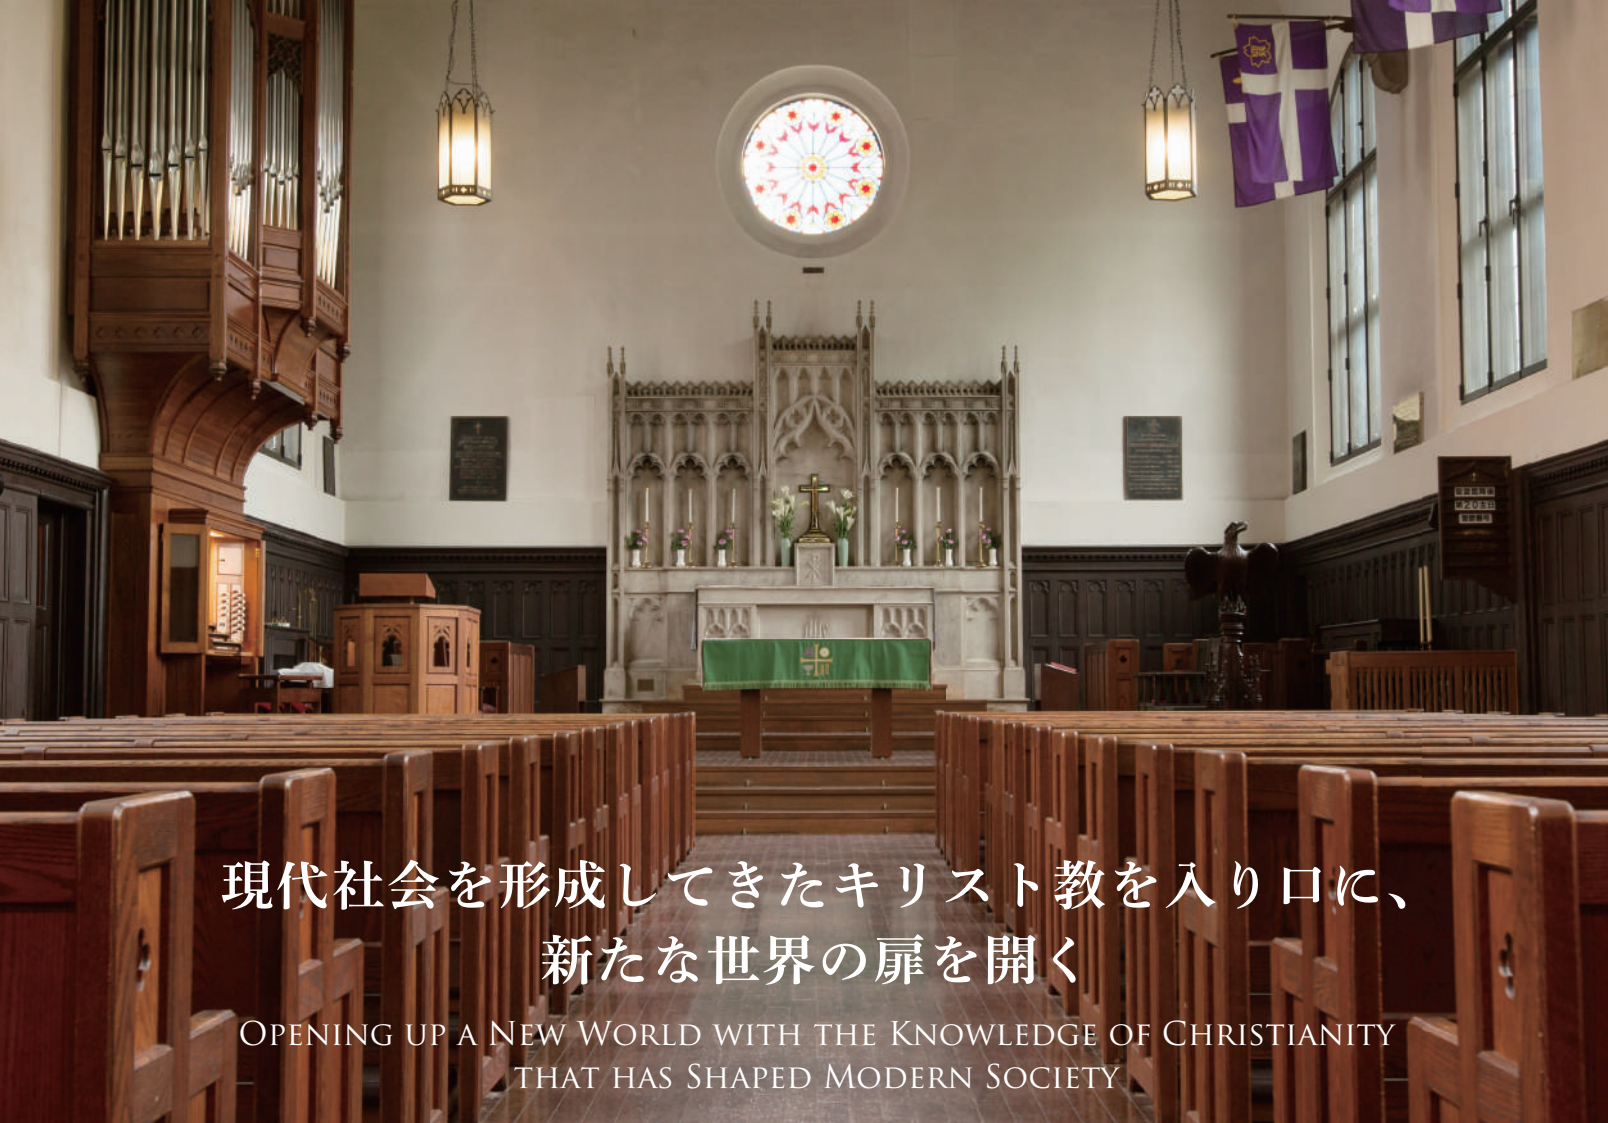 現代社会を形成してきたキリスト教を入り口に、
新たな世界の扉を開く
Opening up a New World with the Knowledge of Christianity
that has Shaped Modern Society